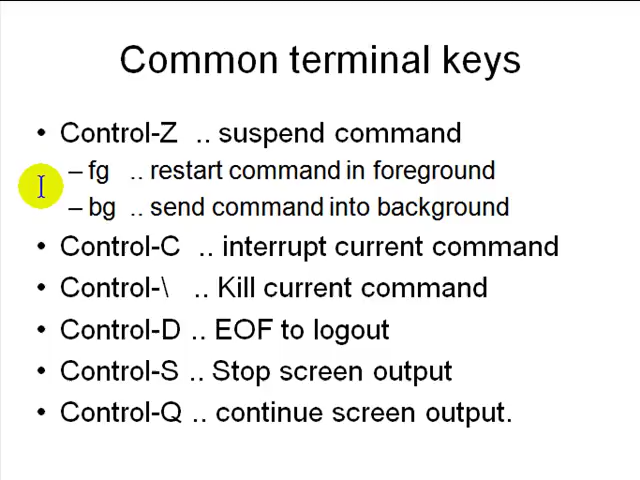 Common terminal keys
• Control-Z .. suspend command
– fg .. restart command in foreground
– bg .. send command into background
• Control-C .. interrupt current command
• Control-\ .. Kill current command
• Control-D .. EOF to logout
• Control-S .. Stop screen output
• Control-Q .. continue screen output.